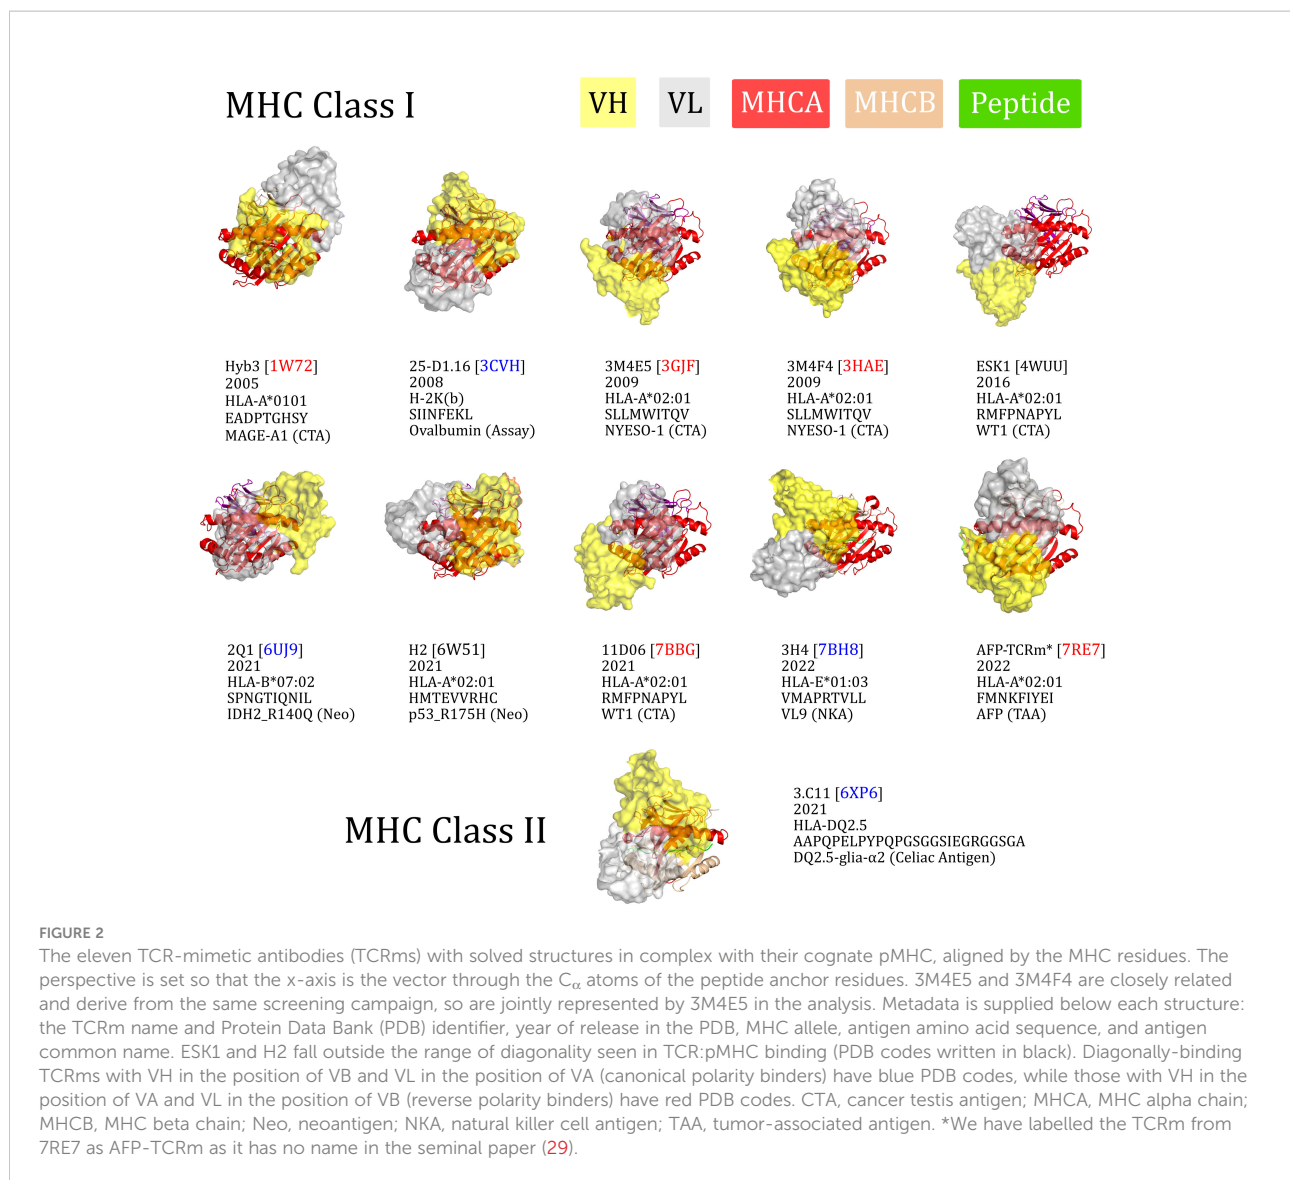 MHC Class I
VH VL MHCA MHCB Peptide
Hyb3 [1W72]
2005
HLA-A*0101
EADPTGHSY
MAGE-A1 (CTA)
25-D1.16 [3CVH]
2008
H-2K(b)
SIINFEKL
Ovalbumin (Assay)
3M4E5 [3GJF]
2009
HLA-A*02:01
SLLMWITQV
NYESO-1 (CTA)
3M4F4 [3HAE]
2009
HLA-A*02:01
SLLMWITQV
NYESO-1 (CTA)
ESK1 [4WUU]
2016
HLA-A*02:01
RMFPNAPYL
WT1 (CTA)
2Q1 [6UJ9]
2021
HLA-B*07:02
SPNGTIQNIL
IDH2_R140Q (Neo)
H2 [6W51]
2021
HLA-A*02:01
HMTEVVRHC
p53_R175H (Neo)
11D06 [7BBG]
2021
HLA-A*02:01
RMFPNAPYL
WT1 (CTA)
3H4 [7BH8]
2022
HLA-E*01:03
VMAPRTVLL
VL9 (NKA)
AFP-TCRm* [7RE7]
2022
HLA-A*02:01
FMNKFIYEI
AFP (TAA)
MHC Class II
3.C11 [6XP6]
2021
HLA-DQ2.5
AAPQPELPYPQPGSGGSIEGRGGSGA
DQ2.5-glia-α2 (Celiac Antigen)
FIGURE 2
The eleven TCR-mimetic antibodies (TCRms) with solved structures in complex with their cognate pMHC, aligned by the MHC residues. The
perspective is set so that the x-axis is the vector through the Cα atoms of the peptide anchor residues. 3M4E5 and 3M4F4 are closely related
and derive from the same screening campaign, so are jointly represented by 3M4E5 in the analysis. Metadata is supplied below each structure:
the TCRm name and Protein Data Bank (PDB) identifier, year of release in the PDB, MHC allele, antigen amino acid sequence, and antigen
common name. ESK1 and H2 fall outside the range of diagonality seen in TCR:pMHC binding (PDB codes written in black). Diagonally-binding
TCRms with VH in the position of VB and VL in the position of VA (canonical polarity binders) have blue PDB codes, while those with VH in the
position of VA and VL in the position of VB (reverse polarity binders) have red PDB codes. CTA, cancer testis antigen; MHCA, MHC alpha chain;
MHCB, MHC beta chain; Neo, neoantigen; NKA, natural killer cell antigen; TAA, tumor-associated antigen. *We have labelled the TCRm from
7RE7 as AFP-TCRm as it has no name in the seminal paper (29).